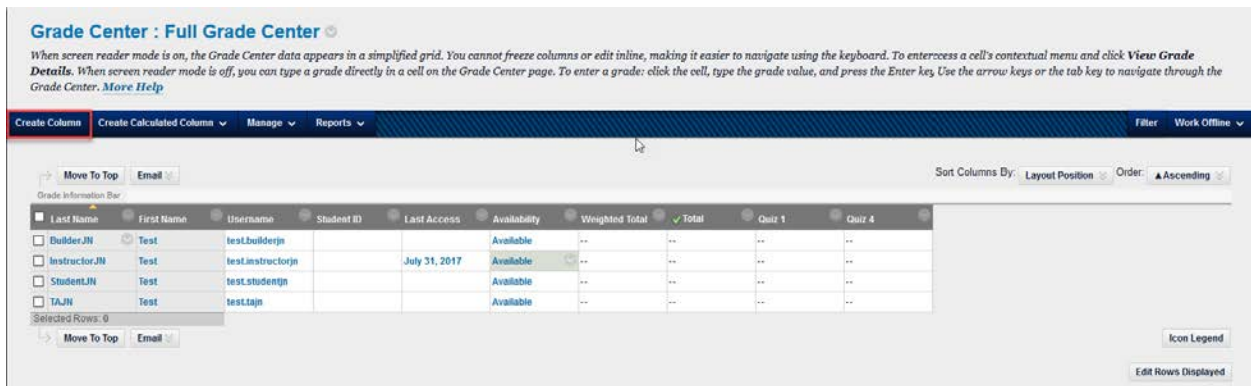 Grade Center : Full Grade Center
When screen reader mode is on, the Grade Center data appears in a simplified grid. You cannot freeze columns or edit inline, making it easier to navigate using the keyboard. To enterrcess a cell's contextual menu and click View Grade
Details. When screen reader mode is off, you can type a grade directly in a cell on the Grade Center page. To enter a grade: click the cell, type the grade value, and press the Enter key, Use the arrow keys or the tab key to navigate through the
Grade Center. More Help
Create Column Create Calculated Column Manage Reports Filter Work Offline
Move To Top Email Sort Columns By: Layout Position Order: Ascending
Grade Information Bar
Last Name First Name Username Student ID Last Access Availability Weighted Total Total Quiz 1 Quiz 4
BuilderJN Test test.builderjn Available -- -- -- --
InstructorJN Test test.instructorjn July 31, 2017 Available -- -- -- --
StudentJN Test test.studentjn Available -- -- -- --
TAJN Test test.tajn Available -- -- -- --
Selected Rows: 0
Move To Top Email Icon Legend
Edit Rows Displayed